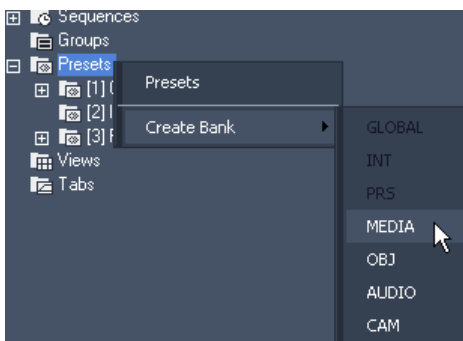 Sequences
Groups
Presets
Presets
[1]
[2]
Create Bank
GLOBAL
[3]
INT
Views
Tabs
PRS
MEDIA
OBJ
AUDIO
CAM